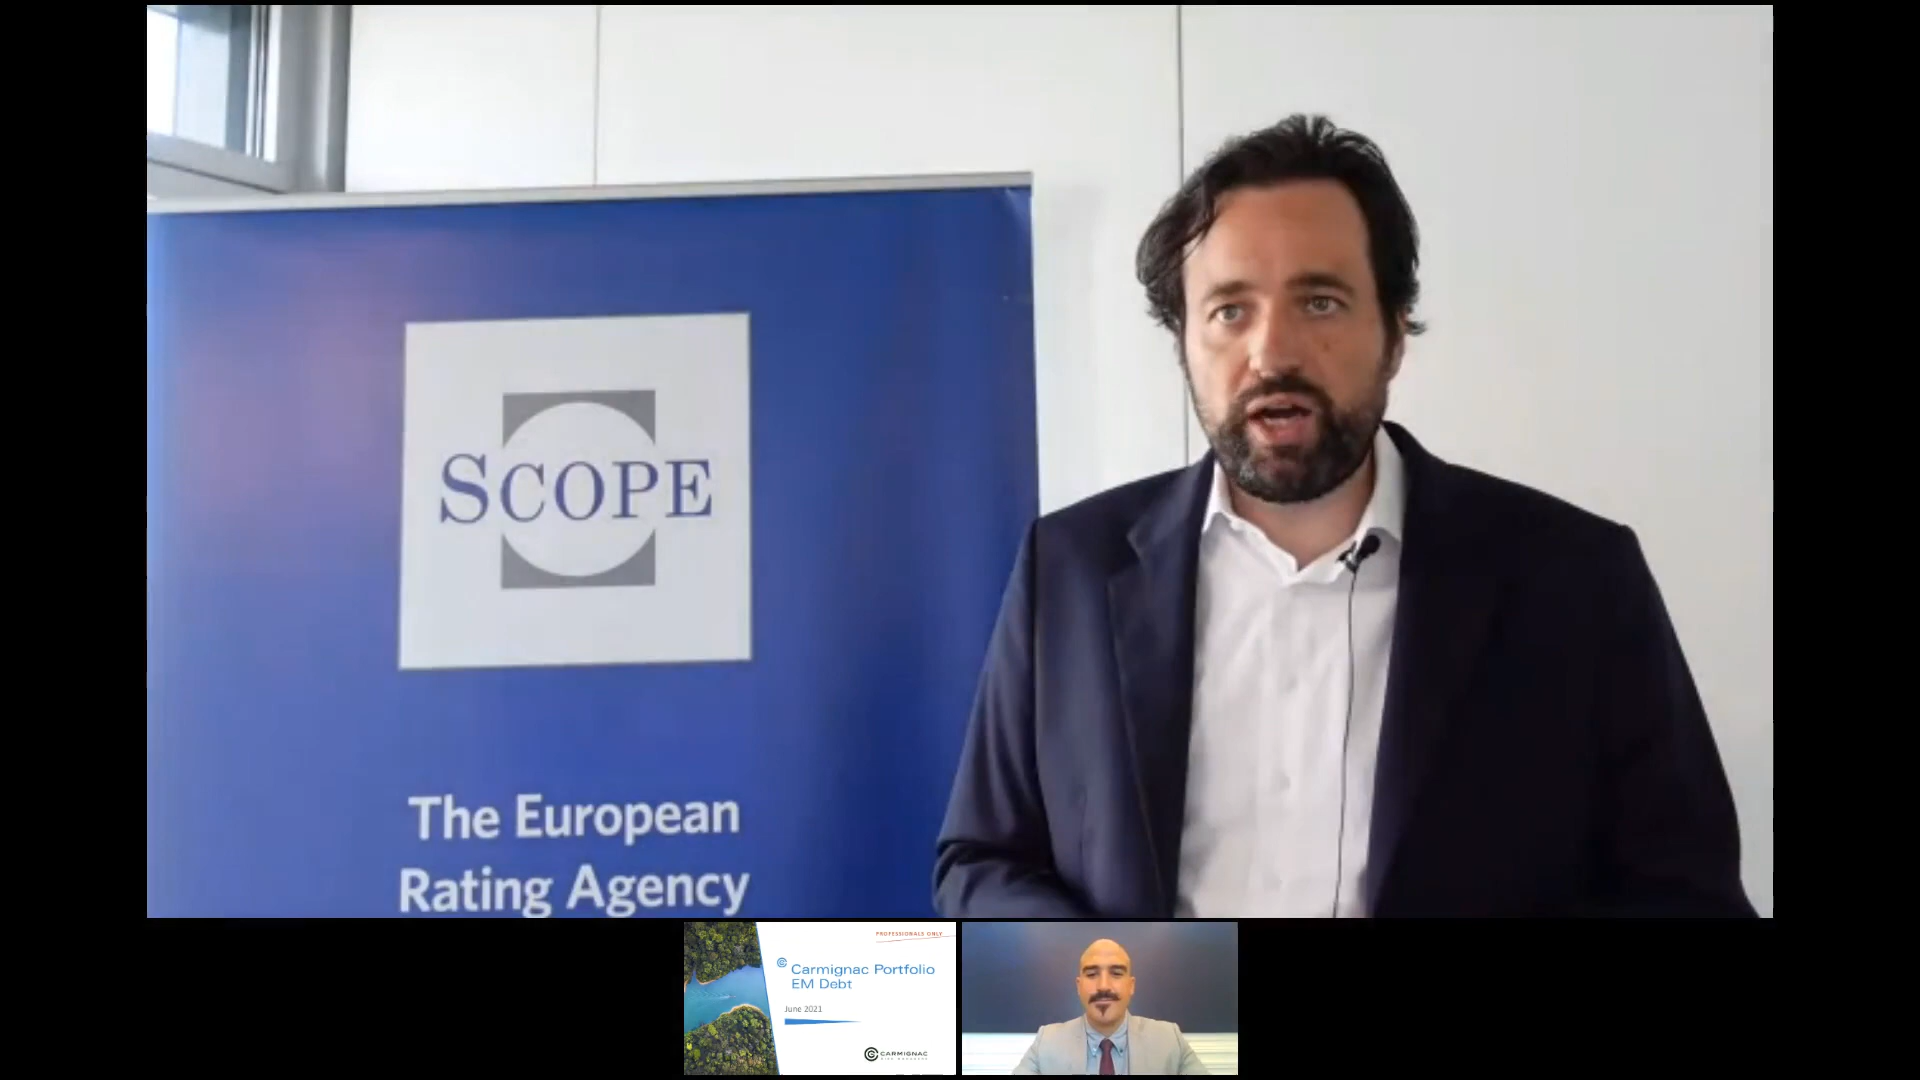 SCOPE
The European
Rating Agency
PROFESSIONALS ONLY
Carmignac Portfolio
EM Debt
June 2021
CARMIGNAC